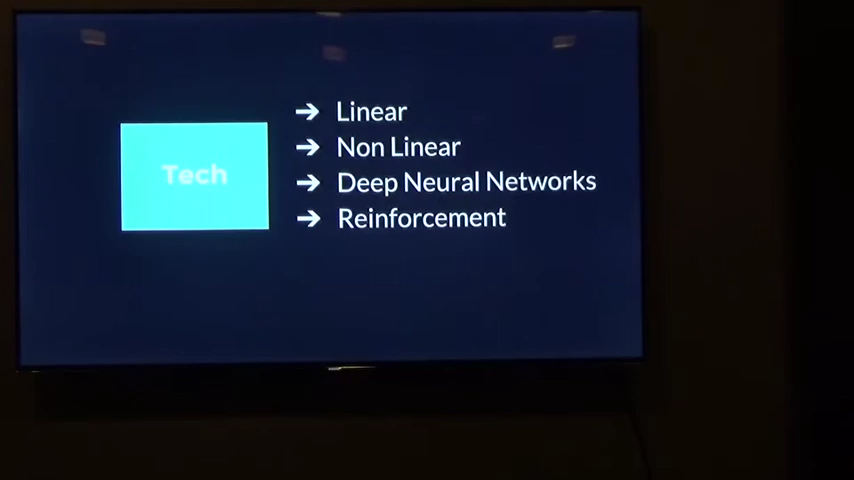 Tech
→ Linear
→ Non Linear
→ Deep Neural Networks
→ Reinforcement